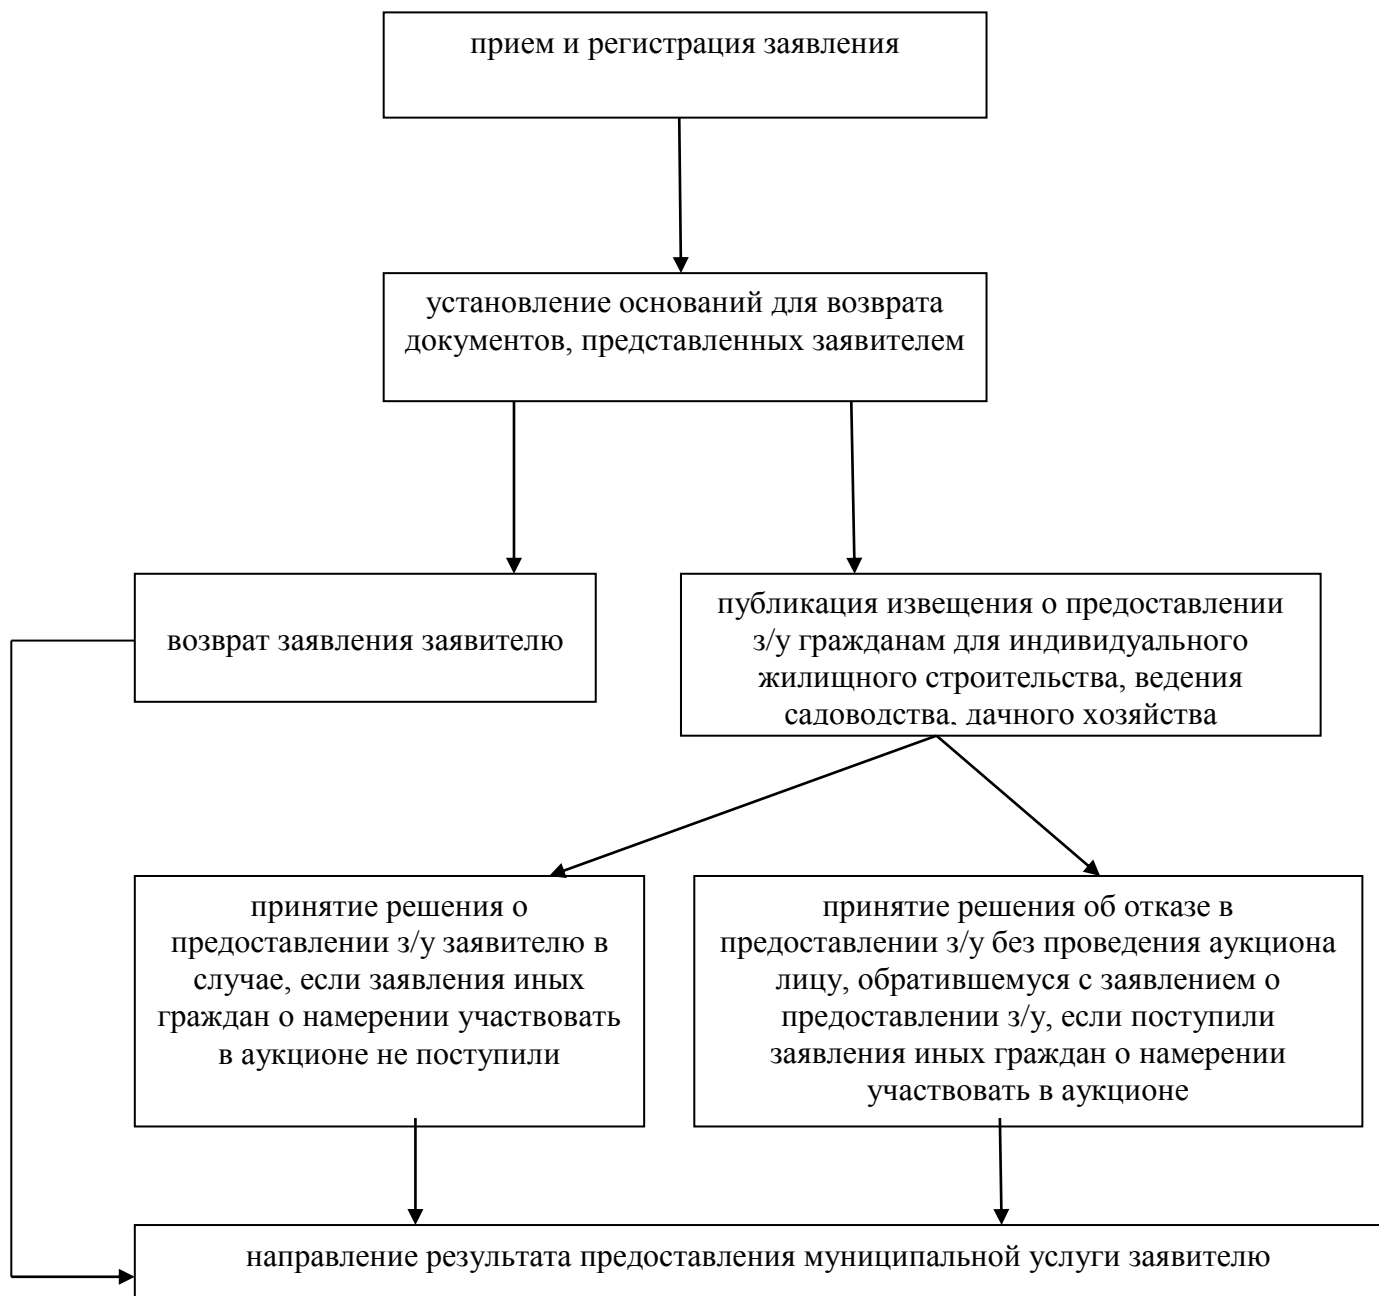 прием и регистрация заявления
установление оснований для возврата
документов, представленных заявителем
возврат заявления заявителю
публикация извещения о предоставлении
з/у гражданам для индивидуального
жилищного строительства, ведения
садоводства, дачного хозяйства
принятие решения о
предоставлении з/у заявителю в
случае, если заявления иных
граждан о намерении участвовать
в аукционе не поступили
принятие решения об отказе в
предоставлении з/у без проведения аукциона
лицу, обратившемуся с заявлением о
предоставлении з/у, если поступили
заявления иных граждан о намерении
участвовать в аукционе
направление результата предоставления муниципальной услуги заявителю